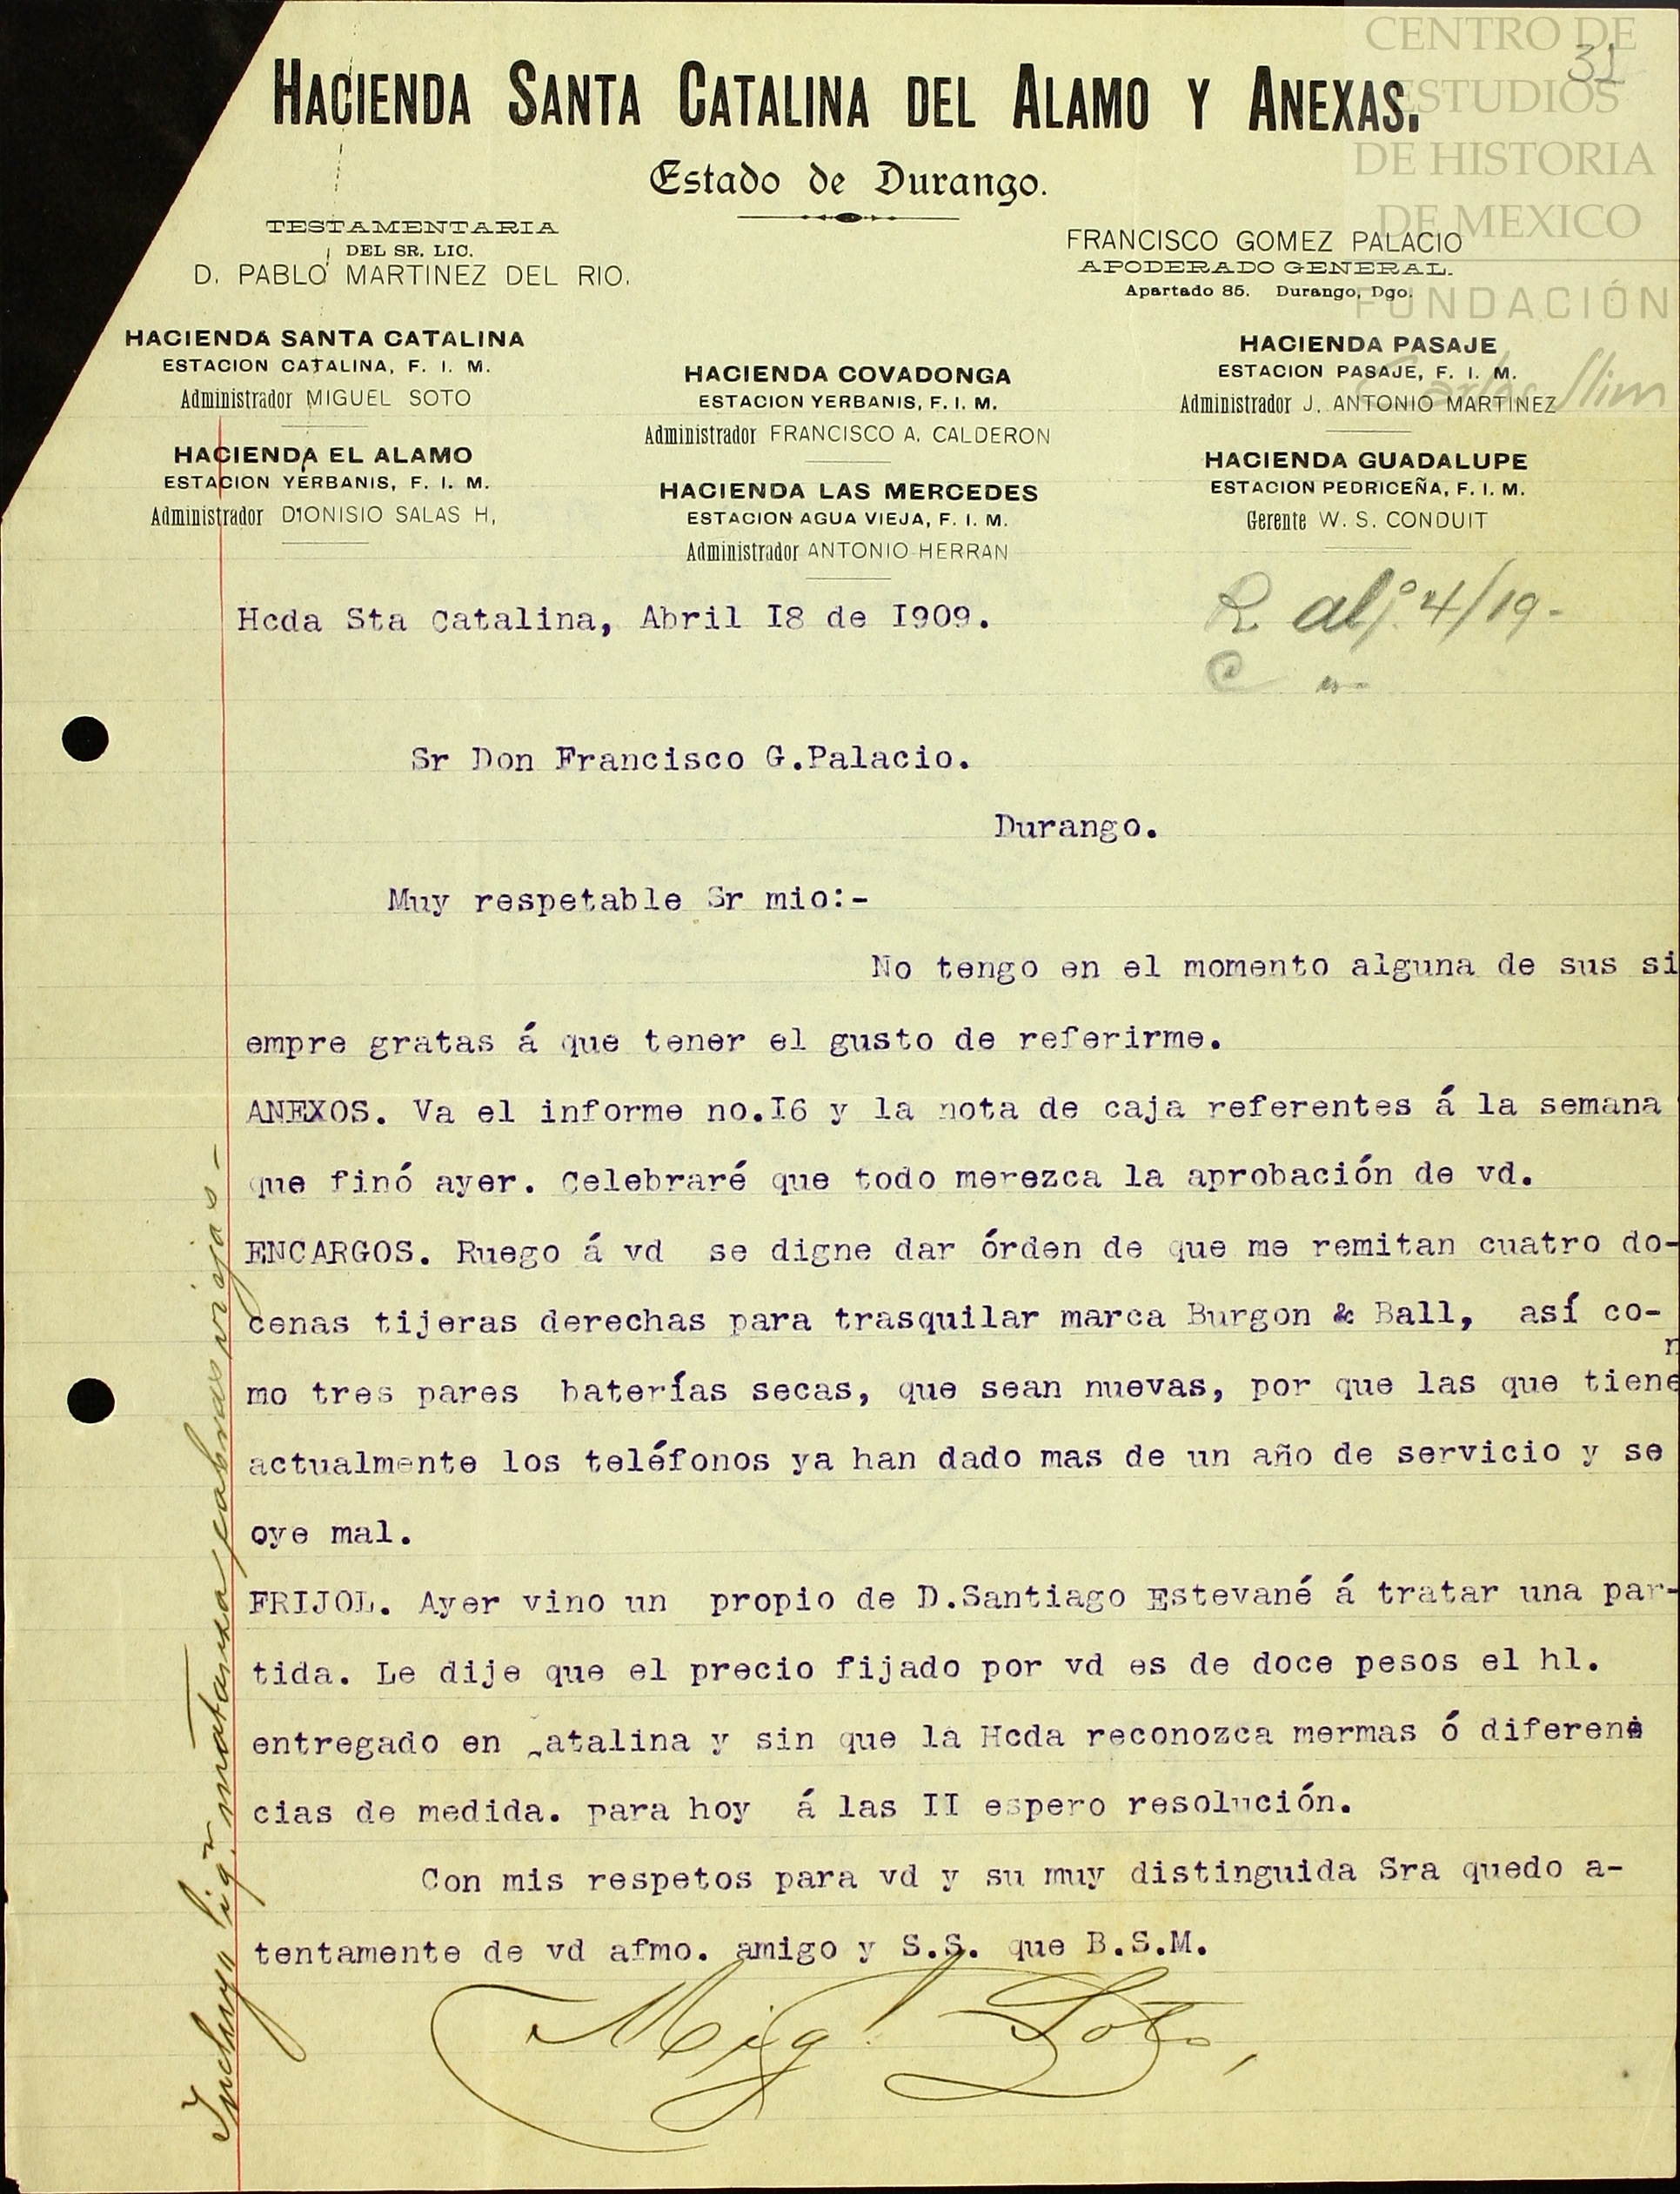 CENTRO DE
ESTUDIOS
DE HISTORIA
DE MEXICO
FUNDACIÓN
Carlos Slim
31
HACIENDA SANTA CATALINA DEL ALAMO Y ANEXAS.
Estado de Durango.
TESTAMENTARIA
DEL SR. LIC.
D. PABLO MARTINEZ DEL RIO.
FRANCISCO GOMEZ PALACIO
APODERADO GENERAL.
Apartado 85. Durango, Dgo.
HACIENDA SANTA CATALINA
ESTACION CATALINA, F. I. M.
Administrador MIGUEL SOTO
HACIENDA EL ALAMO
ESTACION YERBANIS, F. I. M.
Administrador DIONISIO SALAS H,
HACIENDA COVADONGA
ESTACION YERBANIS, F. I. M.
Administrador FRANCISCO A. CALDERON
HACIENDA LAS MERCEDES
ESTACION AGUA VIEJA, F. I. M.
Administrador ANTONIO HERRAN
HACIENDA PASAJE
ESTACION PASAJE, F. I. M.
Administrador J. ANTONIO MARTINEZ
HACIENDA GUADALUPE
ESTACION PEDRICEÑA, F. I. M.
Gerente W. S. CONDUIT
R 4/19-
C
Hcda Sta Catalina, Abril I8 de I909.
Sr Don Francisco G.Palacio.
Durango.
Muy respetable Sr mio:-
No tengo en el momento alguna de sus si
empre gratas á que tener el gusto de referirme.
ANEXOS. Va el informe no.I6 y la nota de caja referentes á la semana
que finó ayer. Celebraré que todo merezca la aprobación de vd.
ENCARGOS. Ruego á vd se digne dar órden de que me remitan cuatro do-
cenas tijeras derechas para trasquilar marca Burgon & Ball, así co-
mo tres pares baterías secas, que sean nuevas, por que las que tienen
actualmente los teléfonos ya han dado mas de un año de servicio y se
oye mal.
FRIJOL. Ayer vino un propio de D.Santiago Estevané á tratar una par-
tida. Le dije que el precio fijado por vd es de doce pesos el hl.
entregado en Catalina y sin que la Hcda reconozca mermas ó diferen
cias de medida. para hoy á las II espero resolución.
Con mis respetos para vd y su muy distinguida Sra quedo a-
tentamente de vd afmo. amigo y S.S. que B.S.M.
Migl Soto,
Incluyo liqn matanza cabras viejas-